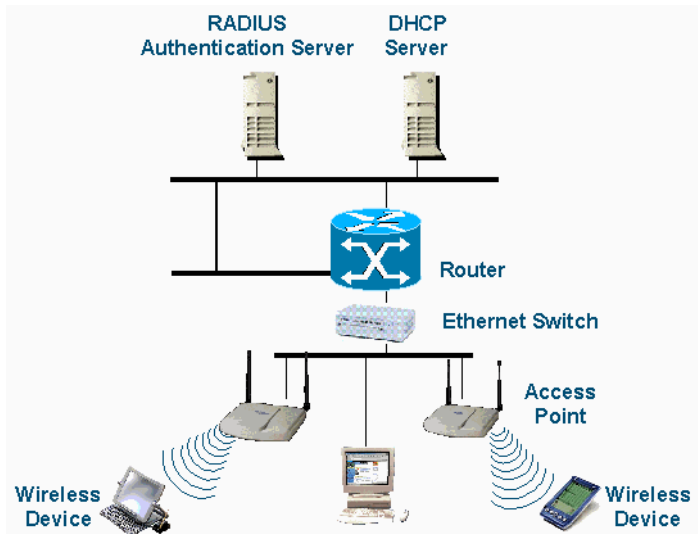 RADIUS
Authentication Server
DHCP
Server
Router
Ethernet Switch
Access
Point
Wireless
Device
Wireless
Device